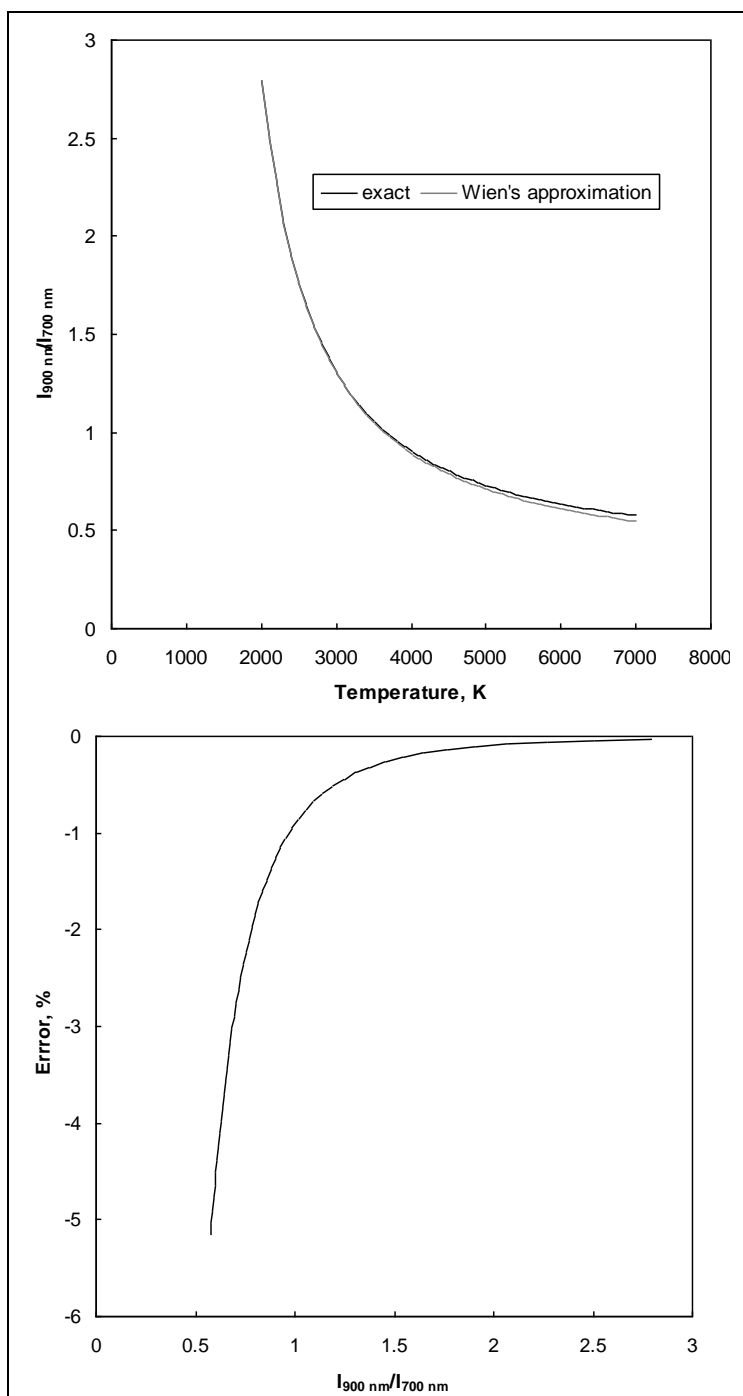 3
2.5
2
1.5
1
0.5
0
exact Wien's approximation
I900 nm/I700 nm
0 1000 2000 3000 4000 5000 6000 7000 8000
Temperature, K
0
-1
-2
-3
-4
-5
-6
Errror, %
0 0.5 1 1.5 2 2.5 3
I900 nm/I700 nm